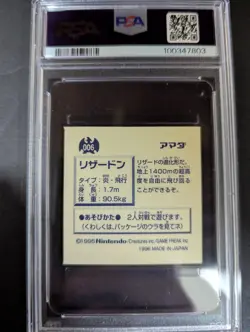 PSA
100347803
006
アマダ
リザードン
タイプ:炎・飛行
身長:1.7m
体重:90.5kg
リザードの進化形だ。
地上1400mの超高
度を自由に飛び回る
ことができるぞ。
●あそびかた● 2人対戦で遊びます。
(くわしくは、パッケージのウラを見てネ)
©1995 Nintendo Creatures inc./GAME FREAK inc.
1996 MADE IN JAPAN